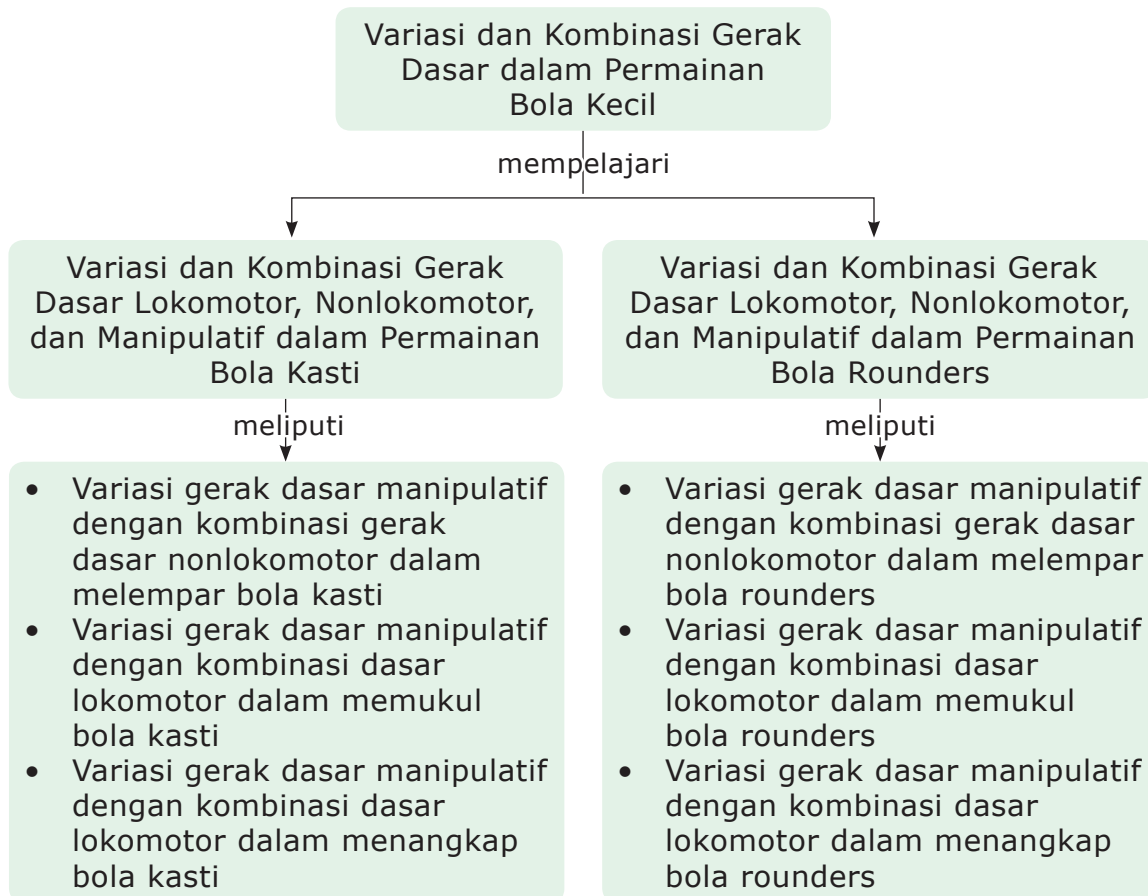 Variasi dan Kombinasi Gerak
Dasar dalam Permainan
Bola Kecil
mempelajari
Variasi dan Kombinasi Gerak
Dasar Lokomotor, Nonlokomotor,
dan Manipulatif dalam Permainan
Bola Kasti
meliputi
• Variasi gerak dasar manipulatif
dengan kombinasi gerak
dasar nonlokomotor dalam
melempar bola kasti
• Variasi gerak dasar manipulatif
dengan kombinasi dasar
lokomotor dalam memukul
bola kasti
• Variasi gerak dasar manipulatif
dengan kombinasi dasar
lokomotor dalam menangkap
bola kasti
Variasi dan Kombinasi Gerak
Dasar Lokomotor, Nonlokomotor,
dan Manipulatif dalam Permainan
Bola Rounders
meliputi
• Variasi gerak dasar manipulatif
dengan kombinasi gerak dasar
nonlokomotor dalam melempar
bola rounders
• Variasi gerak dasar manipulatif
dengan kombinasi dasar
lokomotor dalam memukul
bola rounders
• Variasi gerak dasar manipulatif
dengan kombinasi dasar
lokomotor dalam menangkap
bola rounders